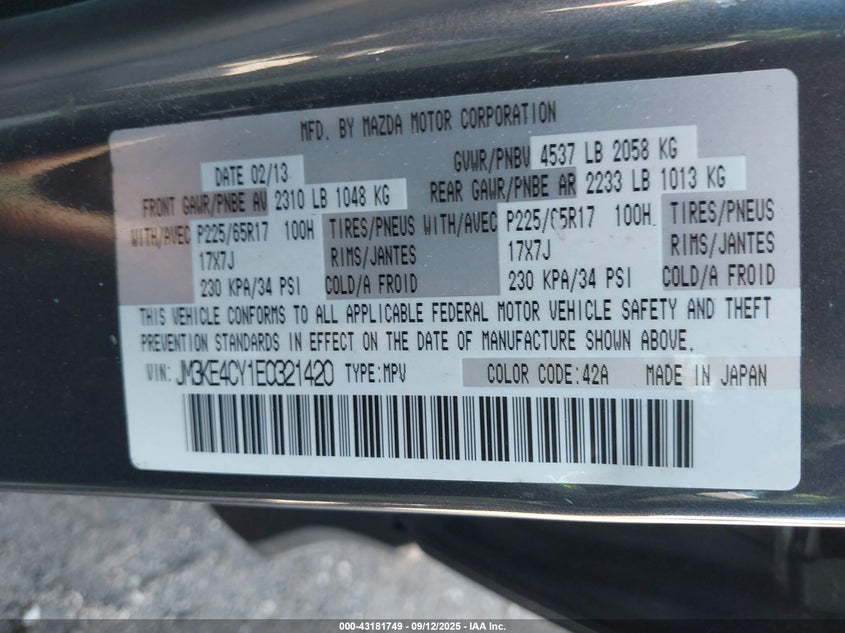 MFD. BY MAZDA MOTOR CORPORATION
DATE 02/13 GVWR/PNBV 4537 LB 2058 KG
FRONT GAWR/PNBE AV 2310 LB 1048 KG REAR GAWR/PNBE AR 2233 LB 1013 KG
WITH/AVEC P225/65R17 100H TIRES/PNEUS WITH/AVEC P225/65R17 100H TIRES/PNEUS
17X7J RIMS/JANTES 17X7J RIMS/JANTES
230 KPA/34 PSI COLD/A FROID 230 KPA/34 PSI COLD/A FROID
THIS VEHICLE CONFORMS TO ALL APPLICABLE FEDERAL MOTOR VEHICLE SAFETY AND THEFT
PREVENTION STANDARDS IN EFFECT ON THE DATE OF MANUFACTURE SHOWN ABOVE.
VIN: JM3KE4CY1E0321420 TYPE:MPV COLOR CODE:42A MADE IN JAPAN
000-43181749 - 09/12/2025 - IAA Inc.